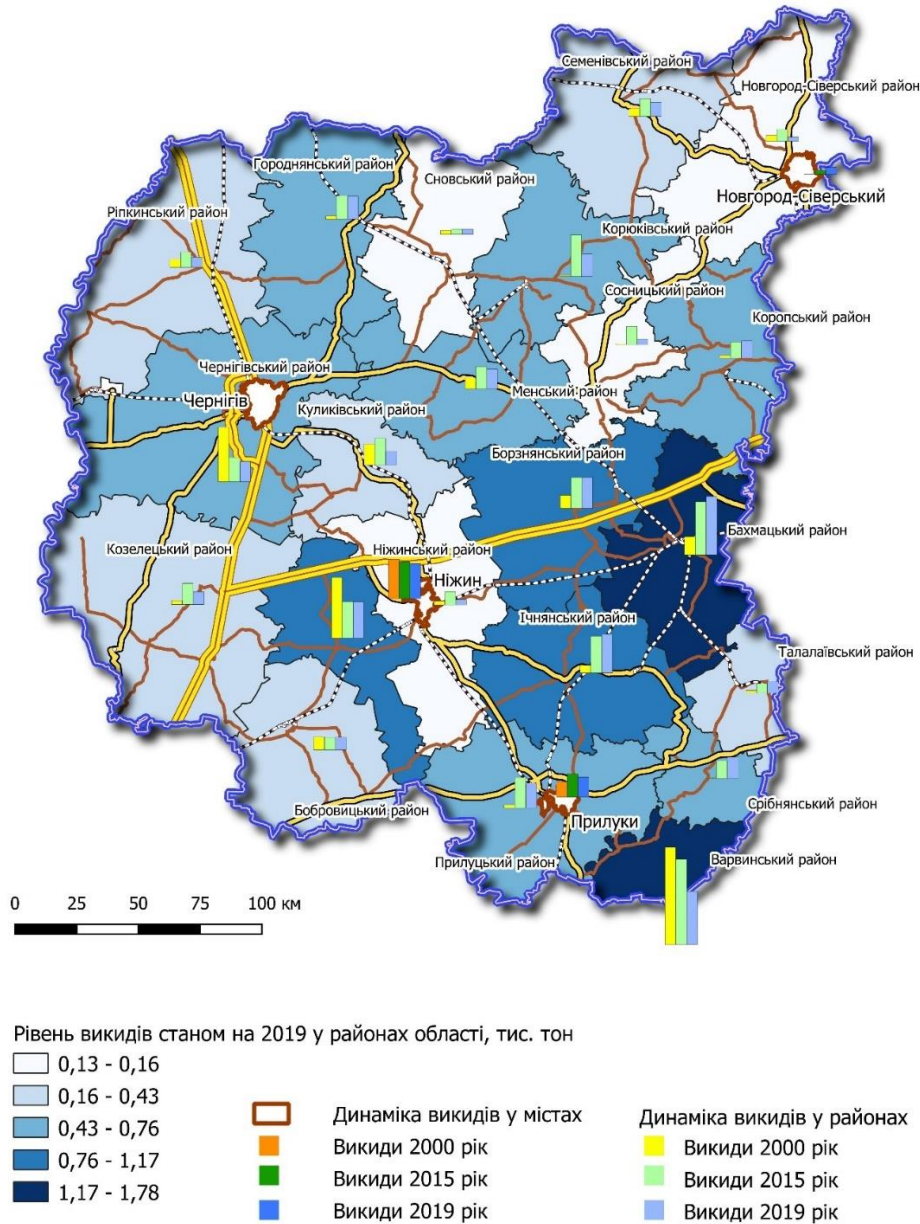 Семенівський район
Новгород-Сіверський район
Городнянський район
Сновський район
Новгород-Сіверський
Ріпкинський район
Корюківський район
Сосницький район
Коропський район
Чернігівський район
Чернігів
Куликівський район
Менський район
Борзнянський район
Бахмацький район
Козелецький район
Ніжинський район
Ніжин
Ічнянський район
Талалаївський район
Бобровицький район
Прилуки
Срібнянський район
Прилуцький район
Варвинський район
0 25 50 75 100 км
Рівень викидів станом на 2019 у районах області, тис. тон
0,13 - 0,16
0,16 - 0,43
0,43 - 0,76
0,76 - 1,17
1,17 - 1,78
Динаміка викидів у містах
Викиди 2000 рік
Викиди 2015 рік
Викиди 2019 рік
Динаміка викидів у районах
Викиди 2000 рік
Викиди 2015 рік
Викиди 2019 рік